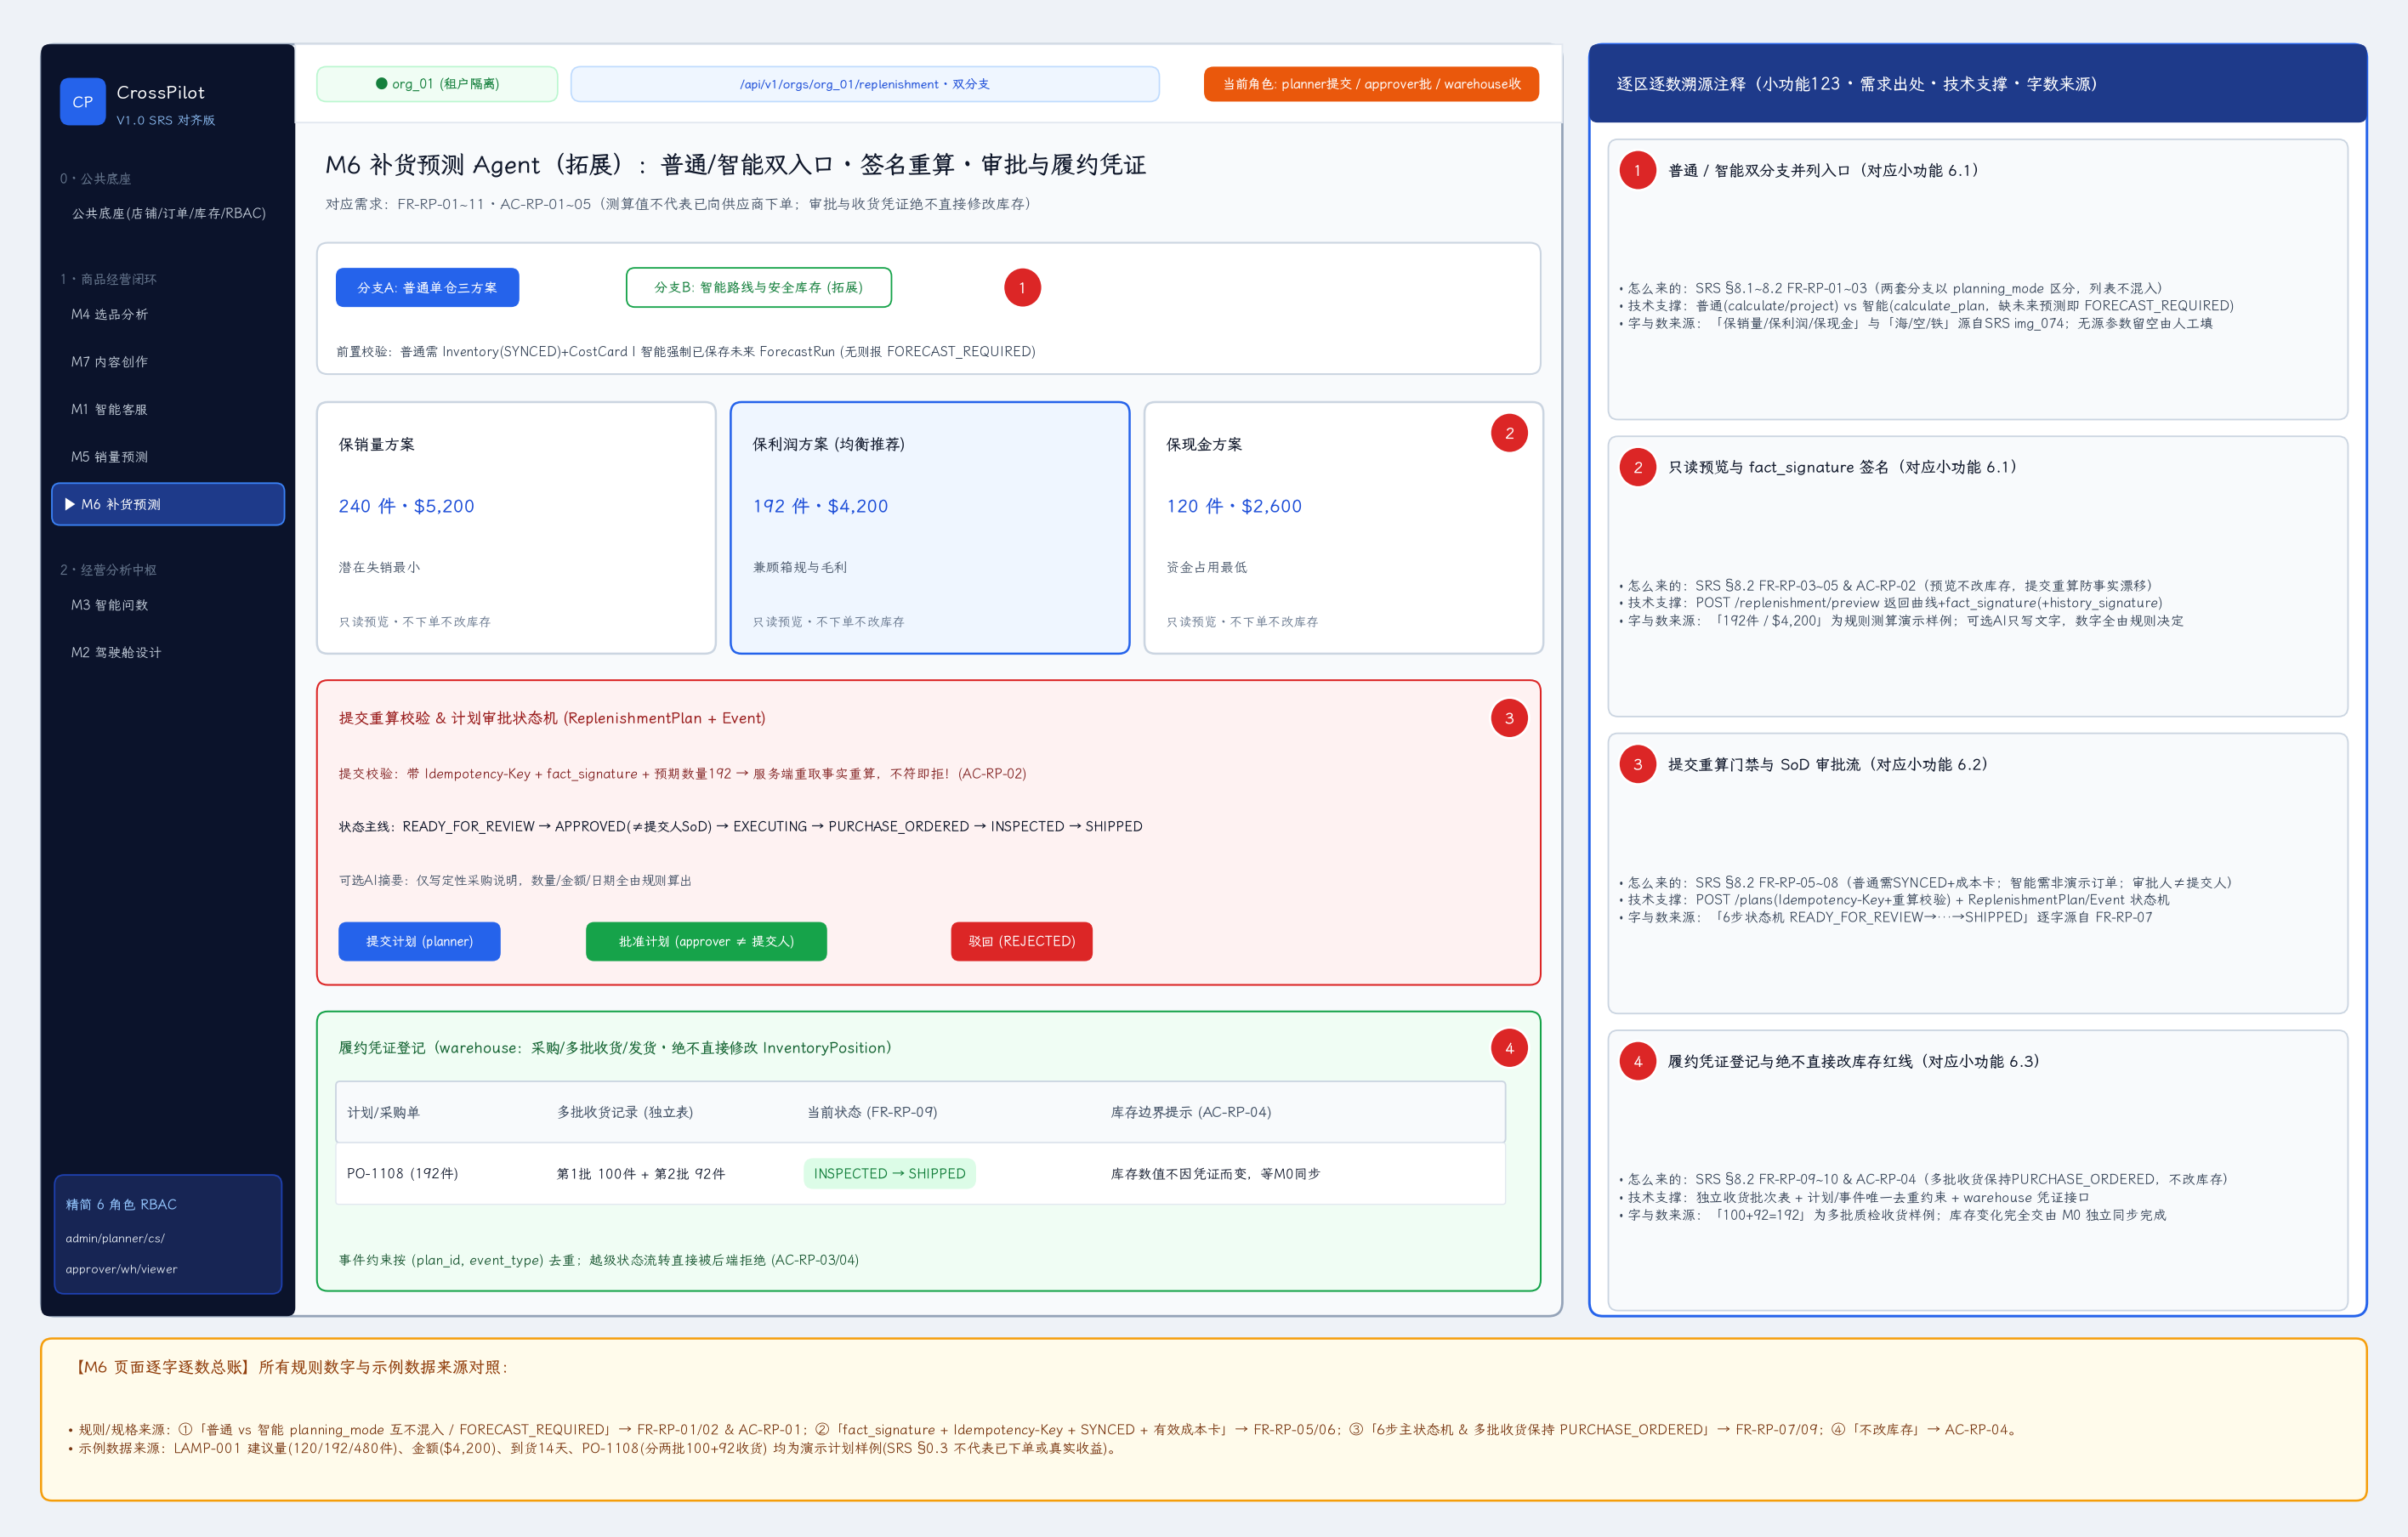 CP
CrossPilot
V1.0 SRS 对齐版
0・公共底座
公共底座(店铺/订单/库存/RBAC)
1・商品经营闭环
M4 选品分析
M7 内容创作
M1 智能客服
M5 销量预测
▶ M6 补货预测
2・经营分析中枢
M3 智能问数
M2 驾驶舱设计
精简 6 角色 RBAC
admin/planner/cs/
approver/wh/viewer
● org_01 (租户隔离)
/api/v1/orgs/org_01/replenishment・双分支
当前角色: planner提交 / approver批 / warehouse收
M6 补货预测 Agent（拓展）：普通/智能双入口・签名重算・审批与履约凭证
对应需求：FR-RP-01~11・AC-RP-01~05（测算值不代表已向供应商下单；审批与收货凭证绝不直接修改库存）
分支A: 普通单仓三方案
分支B: 智能路线与安全库存 (拓展)
1
前置校验：普通需 Inventory(SYNCED)+CostCard | 智能强制已保存未来 ForecastRun (无则报 FORECAST_REQUIRED)
保销量方案
240 件・$5,200
潜在失销最小
只读预览・不下单不改库存
保利润方案 (均衡推荐)
192 件・$4,200
兼顾箱规与毛利
只读预览・不下单不改库存
2
保现金方案
120 件・$2,600
资金占用最低
只读预览・不下单不改库存
提交重算校验 & 计划审批状态机 (ReplenishmentPlan + Event)
3
提交校验：带 Idempotency-Key + fact_signature + 预期数量192 → 服务端重取事实重算，不符即拒！(AC-RP-02)
状态主线：READY_FOR_REVIEW → APPROVED(≠提交人SoD) → EXECUTING → PURCHASE_ORDERED → INSPECTED → SHIPPED
可选AI摘要：仅写定性采购说明，数量/金额/日期全由规则算出
提交计划 (planner)
批准计划 (approver ≠ 提交人)
驳回 (REJECTED)
履约凭证登记（warehouse：采购/多批收货/发货・绝不直接修改 InventoryPosition）
4
计划/采购单
多批收货记录 (独立表)
当前状态 (FR-RP-09)
库存边界提示 (AC-RP-04)
PO-1108 (192件)
第1批 100件 + 第2批 92件
INSPECTED → SHIPPED
库存数值不因凭证而变，等M0同步
事件约束按 (plan_id, event_type) 去重；越级状态流转直接被后端拒绝 (AC-RP-03/04)
逐区逐数溯源注释（小功能123・需求出处・技术支撑・字数来源）
1
普通 / 智能双分支并列入口（对应小功能 6.1）
• 怎么来的：SRS §8.1~8.2 FR-RP-01~03（两套分支以 planning_mode 区分，列表不混入）
• 技术支撑：普通(calculate/project) vs 智能(calculate_plan，缺未来预测即 FORECAST_REQUIRED)
• 字与数来源：「保销量/保利润/保现金」与「海/空/铁」源自SRS img_074；无源参数留空由人工填
2
只读预览与 fact_signature 签名（对应小功能 6.1）
• 怎么来的：SRS §8.2 FR-RP-03~05 & AC-RP-02（预览不改库存，提交重算防事实漂移）
• 技术支撑：POST /replenishment/preview 返回曲线+fact_signature(+history_signature)
• 字与数来源：「192件 / $4,200」为规则测算演示样例；可选AI只写文字，数字全由规则决定
3
提交重算门禁与 SoD 审批流（对应小功能 6.2）
• 怎么来的：SRS §8.2 FR-RP-05~08（普通需SYNCED+成本卡；智能需非演示订单；审批人≠提交人）
• 技术支撑：POST /plans(Idempotency-Key+重算校验) + ReplenishmentPlan/Event 状态机
• 字与数来源：「6步状态机 READY_FOR_REVIEW→…→SHIPPED」逐字源自 FR-RP-07
4
履约凭证登记与绝不直接改库存红线（对应小功能 6.3）
• 怎么来的：SRS §8.2 FR-RP-09~10 & AC-RP-04（多批收货保持PURCHASE_ORDERED，不改库存）
• 技术支撑：独立收货批次表 + 计划/事件唯一去重约束 + warehouse 凭证接口
• 字与数来源：「100+92=192」为多批质检收货样例；库存变化完全交由 M0 独立同步完成
【M6 页面逐字逐数总账】所有规则数字与示例数据来源对照：
• 规则/规格来源：①「普通 vs 智能 planning_mode 互不混入 / FORECAST_REQUIRED」→ FR-RP-01/02 & AC-RP-01；②「fact_signature + Idempotency-Key + SYNCED + 有效成本卡」→ FR-RP-05/06；③「6步主状态机 & 多批收货保持 PURCHASE_ORDERED」→ FR-RP-07/09；④「不改库存」→ AC-RP-04。
• 示例数据来源：LAMP-001 建议量(120/192/480件)、金额($4,200)、到货14天、PO-1108(分两批100+92收货) 均为演示计划样例(SRS §0.3 不代表已下单或真实收益)。